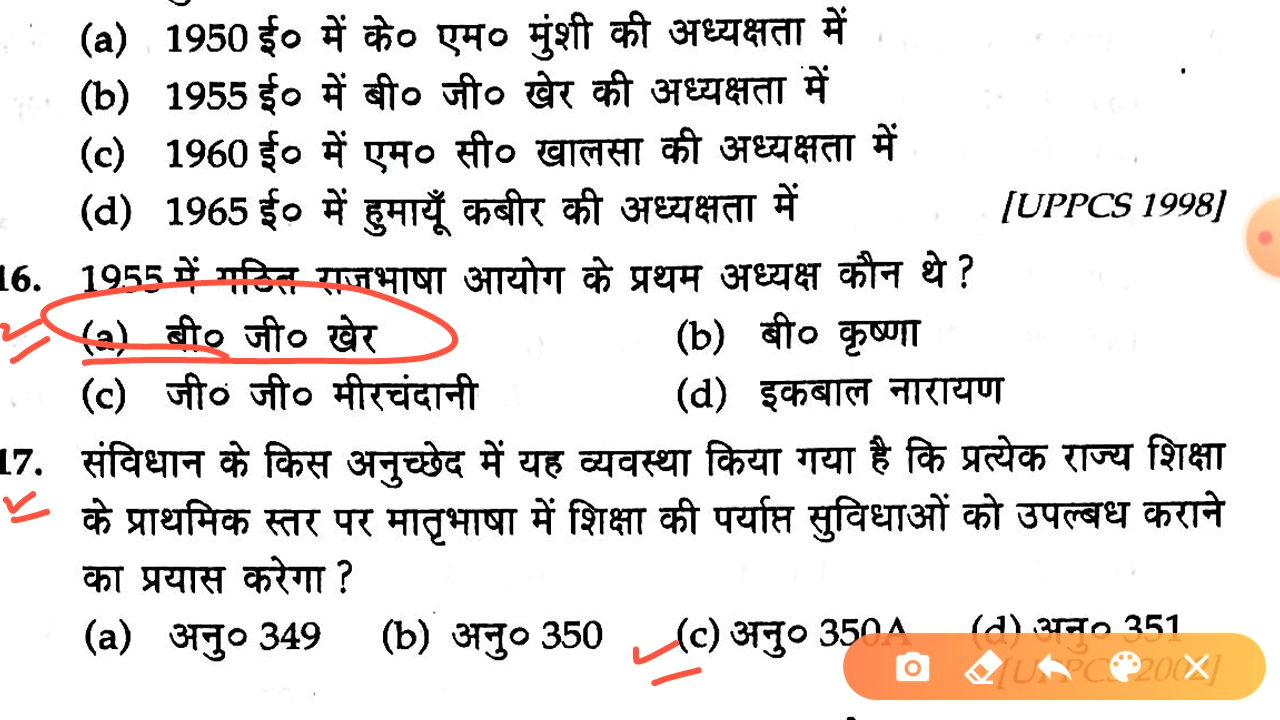 (a) 1950 ई० में के० एम० मुंशी की अध्यक्षता में
(b) 1955 ई० में बी० जी० खेर की अध्यक्षता में
(c) 1960 ई० में एम० सी० खालसा की अध्यक्षता में
(d) 1965 ई० में हुमायूँ कबीर की अध्यक्षता में [UPPCS 1998]
16. 1955 में गठित राजभाषा आयोग के प्रथम अध्यक्ष कौन थे ?
(a) बी० जी० खेर (b) बी० कृष्णा
(c) जी० जी० मीरचंदानी (d) इकबाल नारायण
17. संविधान के किस अनुच्छेद में यह व्यवस्था किया गया है कि प्रत्येक राज्य शिक्षा
के प्राथमिक स्तर पर मातृभाषा में शिक्षा की पर्याप्त सुविधाओं को उपल्बध कराने
का प्रयास करेगा ?
(a) अनु० 349 (b) अनु० 350 (c) अनु० 350A (d) अनु० 351
[UPPCS 2002]